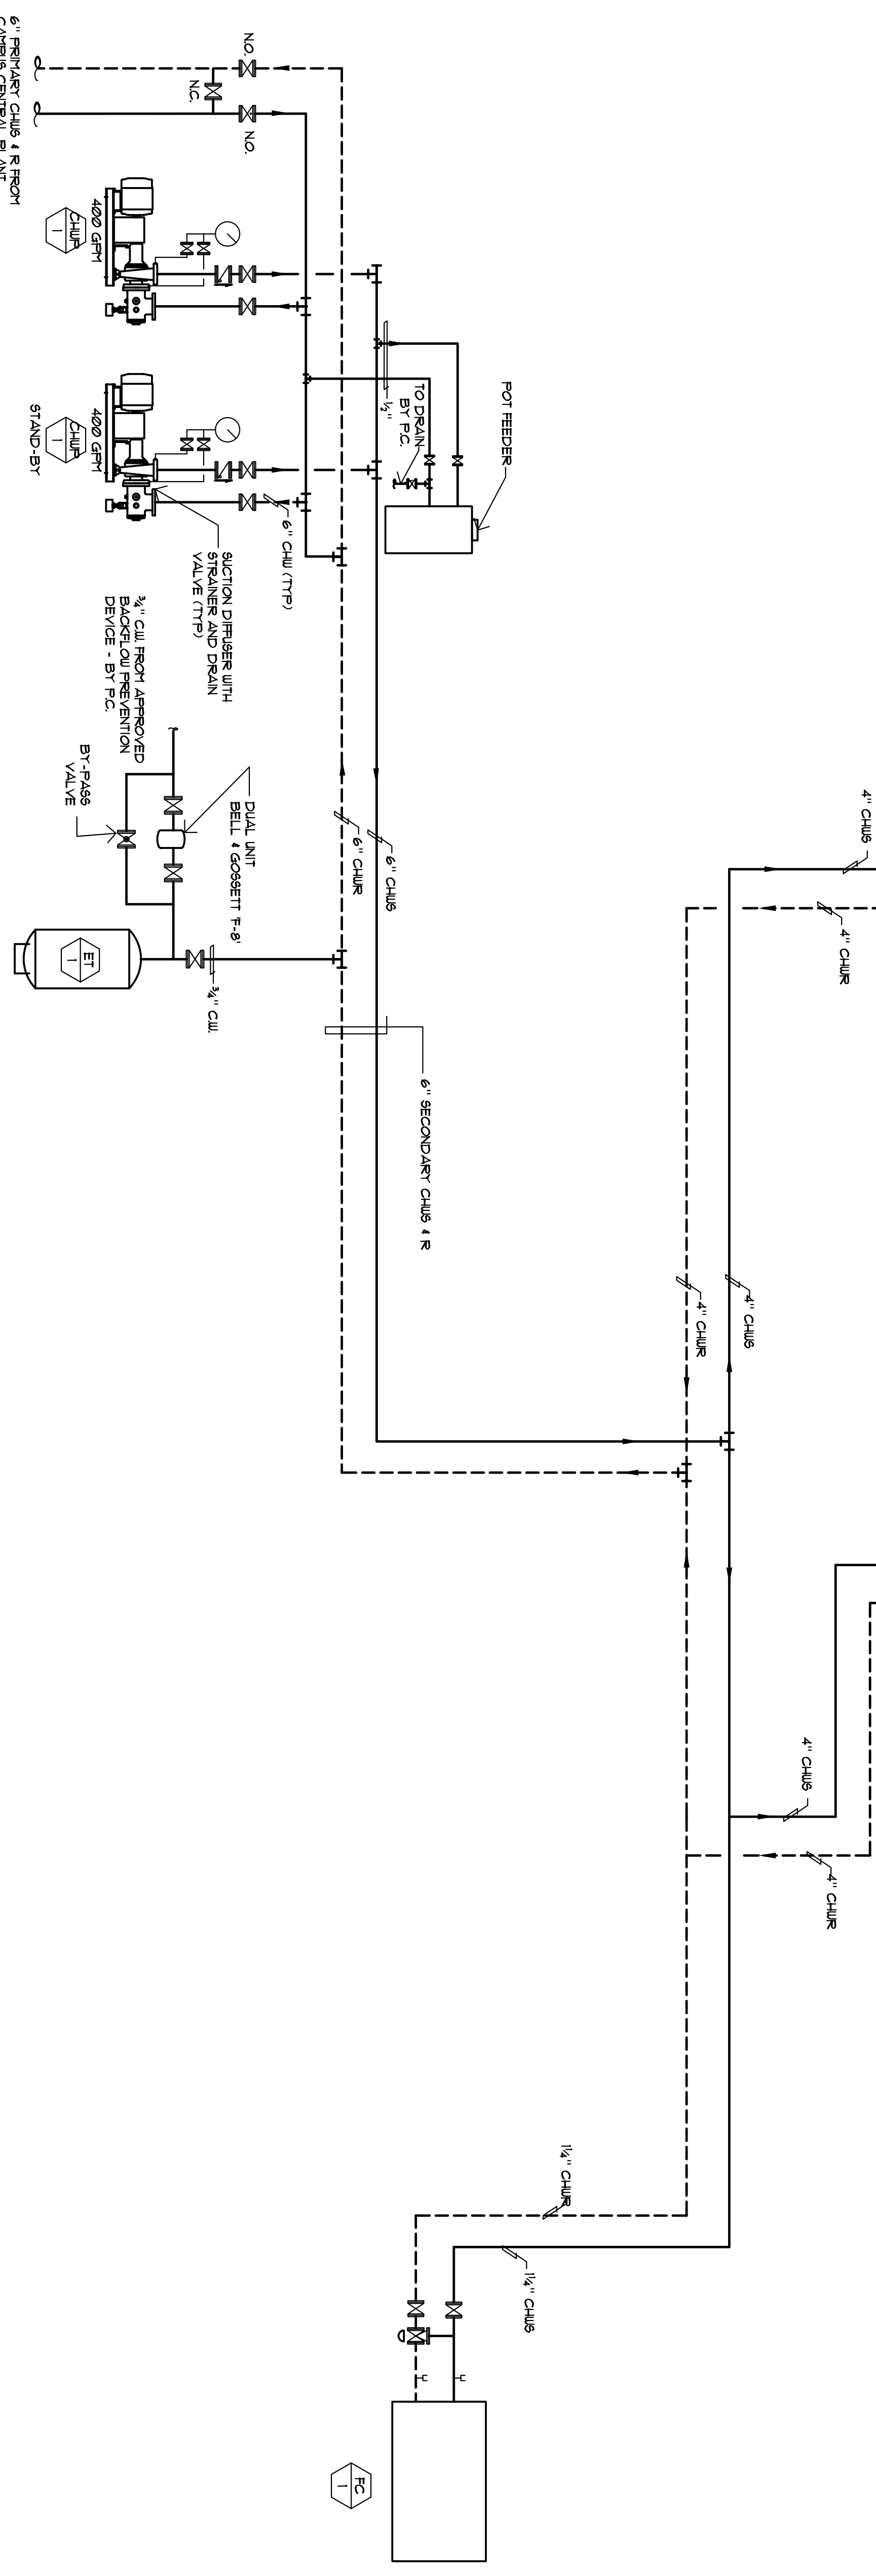 6" PRIMARY CHWS & R FROM
CAMPUS CENTRAL PLANT
N.O.
N.C.
N.O.
400 GPM
CHWP
1
400 GPM
CHWP
1
STAND-BY
POT FEEDER
TO DRAIN
BY P.C.
½"
6" CHW (TYP)
SUCTION DIFFUSER WITH
STRAINER AND DRAIN
VALVE (TYP)
¾" C.W. FROM APPROVED
BACKFLOW PREVENTION
DEVICE - BY P.C.
BY-PASS
VALVE
DUAL UNIT
BELL & GOSSETT 'F-8'
ET
1
¾" C.W.
6" CHWS
6" CHWR
6" SECONDARY CHWS & R
4" CHWS
4" CHWR
4" CHWS
4" CHWR
4" CHWS
4" CHWR
1¼" CHWR
1¼" CHWS
FC
1